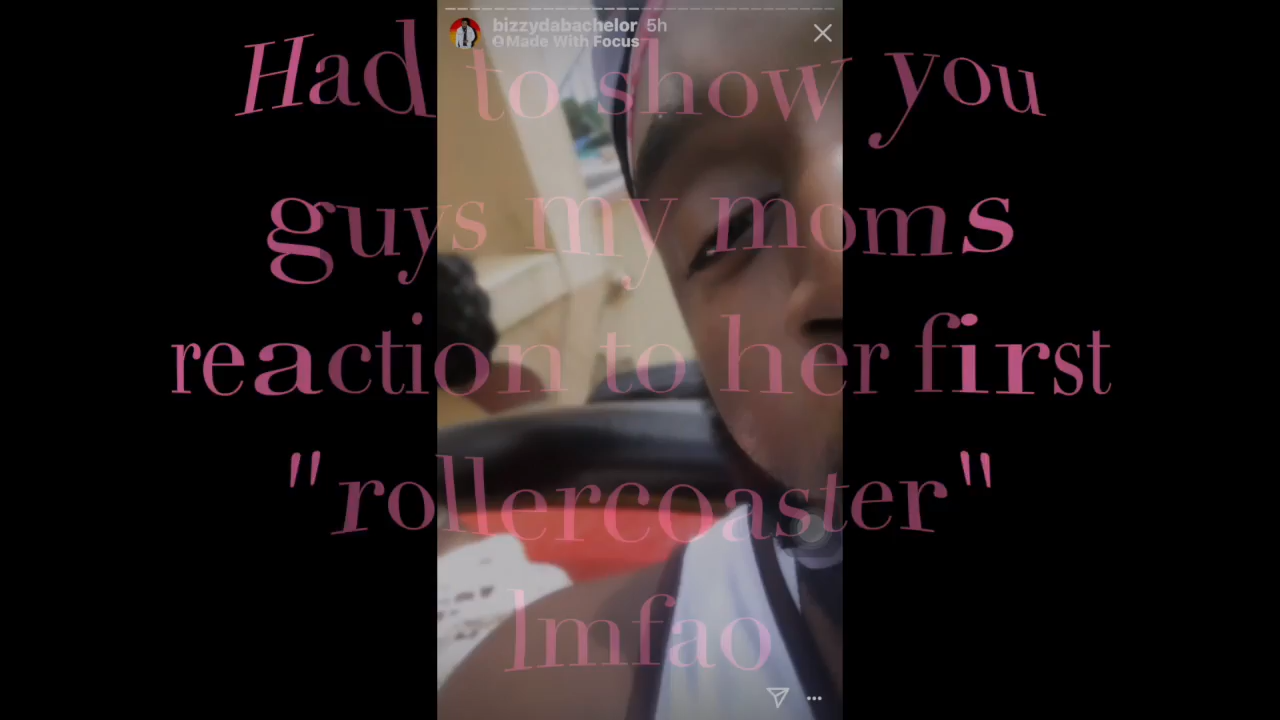 bizzydabachelor 5h
Made With Focus
Had to show you
guys my moms
reaction to her first
"rollercoaster"
lmfao